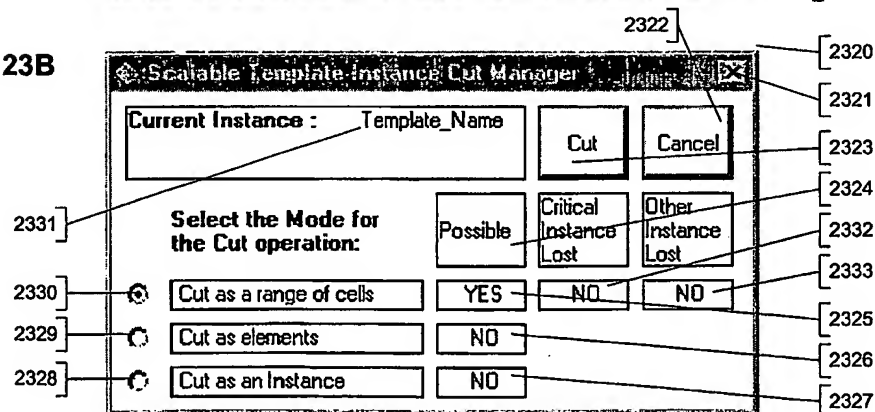 2322
2320
23B
Scalable Template-Instance Cut Manager
2321
Current Instance : Template_Name
Cut
Cancel
2323
2324
2331
Select the Mode for
the Cut operation:
Possible
Critical
Instance
Lost
Other
Instance
Lost
2332
2333
2330
Cut as a range of cells
YES
NO
NO
2325
2329
Cut as elements
NO
2326
2328
Cut as an Instance
NO
2327